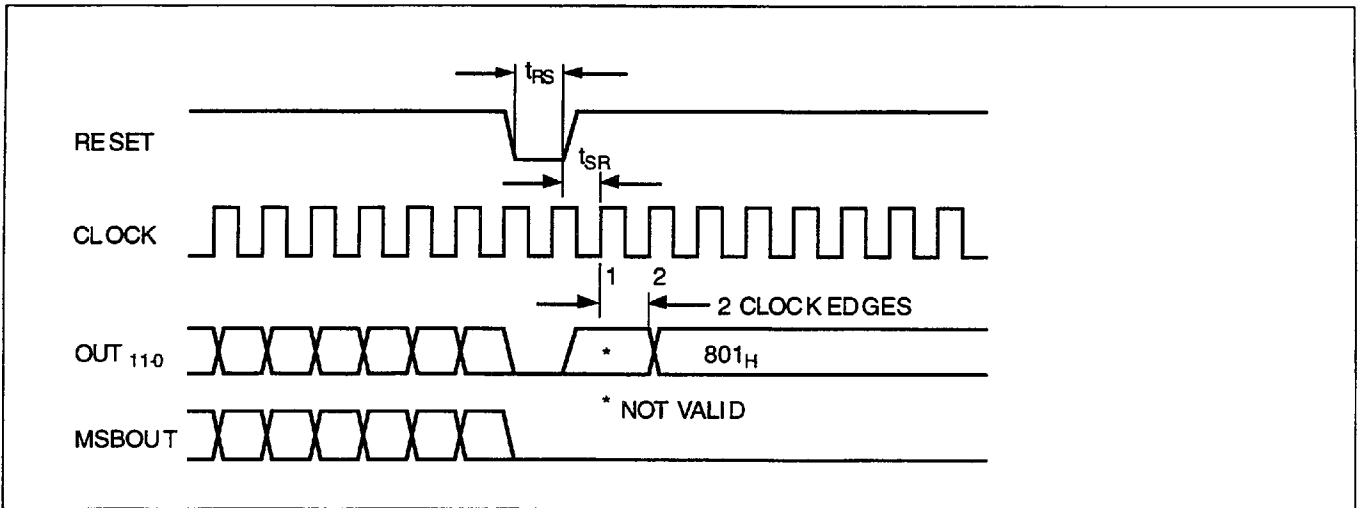 tRS
RESET
tSR
CLOCK
1 2
2 CLOCK EDGES
OUT 11-0
* 801H
* NOT VALID
MSBOUT